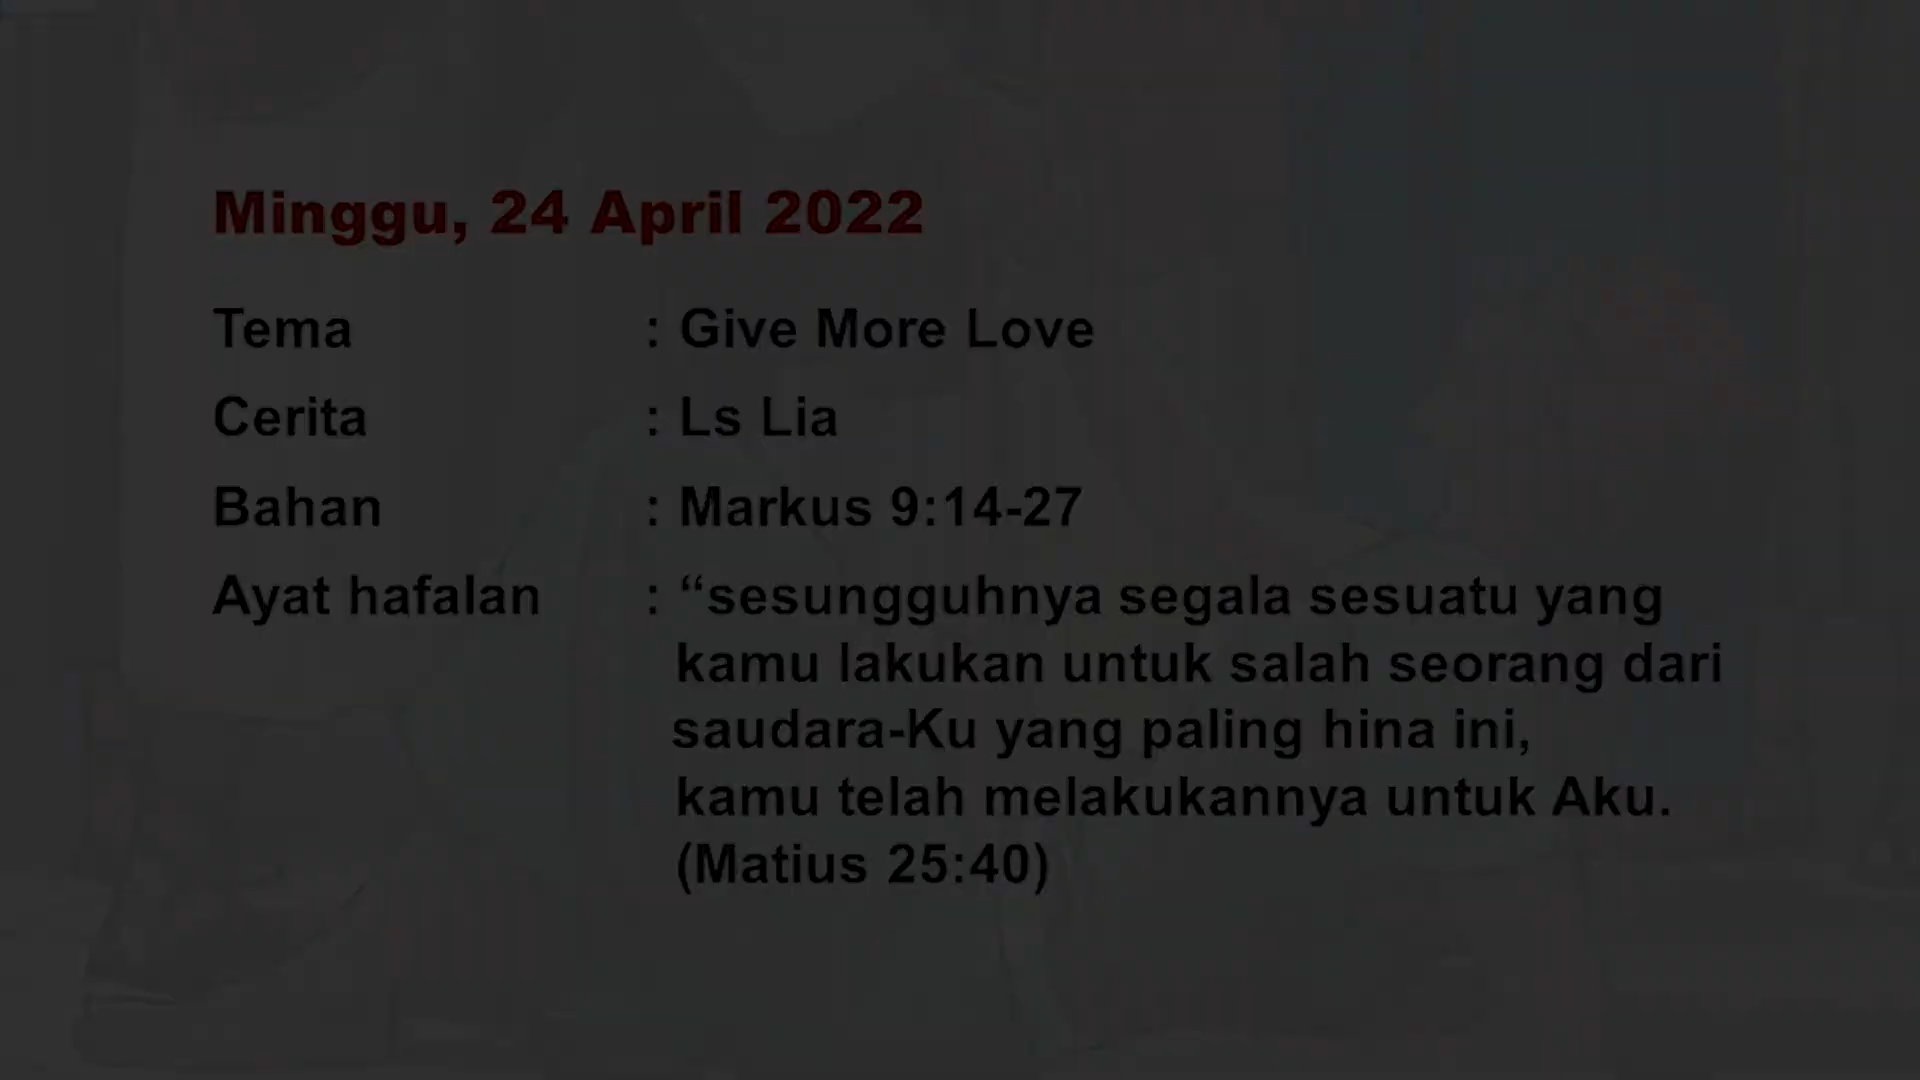 Minggu, 24 April 2022
Tema : Give More Love
Cerita : Ls Lia
Bahan : Markus 9:14-27
Ayat hafalan : “sesungguhnya segala sesuatu yang
kamu lakukan untuk salah seorang dari
saudara-Ku yang paling hina ini,
kamu telah melakukannya untuk Aku.
(Matius 25:40)